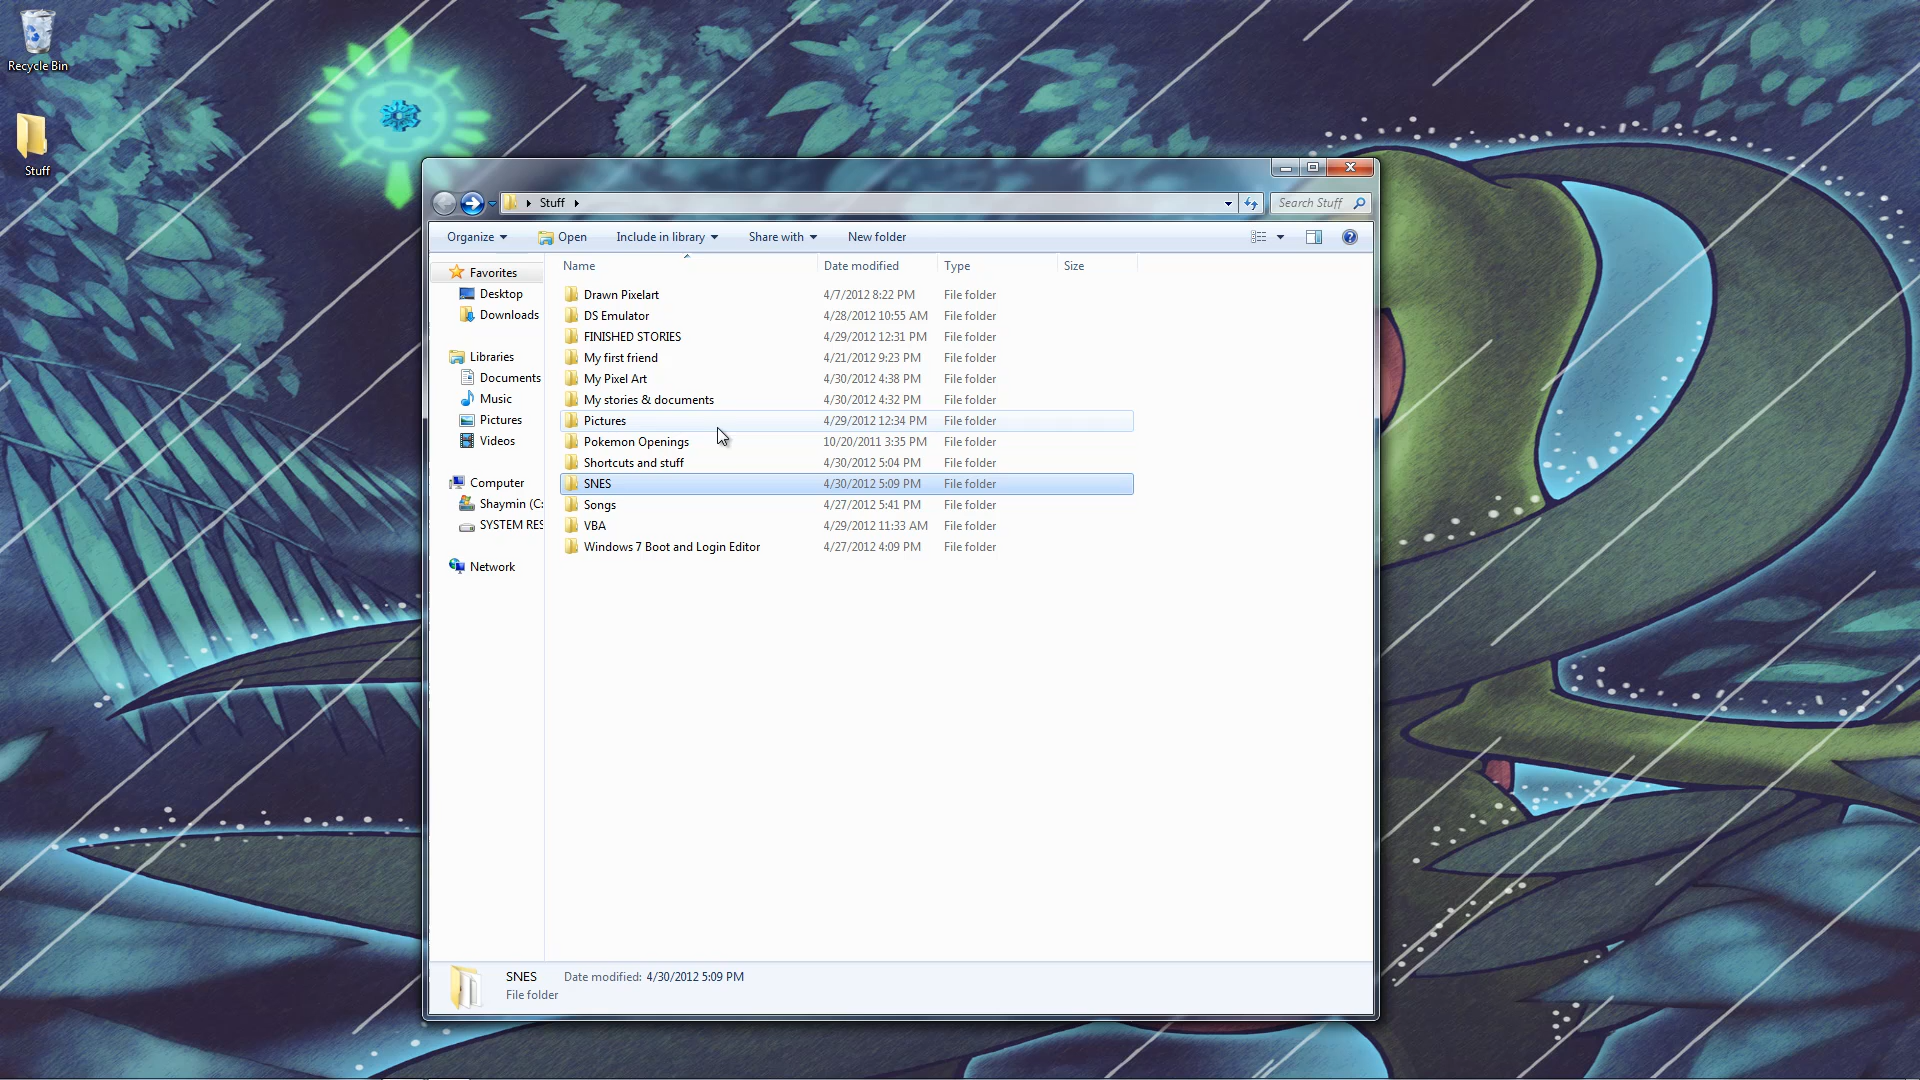 Recycle Bin
Stuff
Stuff
Search Stuff
Organize Open Include in library Share with New folder
Name Date modified Type Size
Favorites
Desktop
Downloads
Libraries
Documents
Music
Pictures
Videos
Computer
Shaymin (C:
SYSTEM RES
Network
Drawn Pixelart 4/7/2012 8:22 PM File folder
DS Emulator 4/28/2012 10:55 AM File folder
FINISHED STORIES 4/29/2012 12:31 PM File folder
My first friend 4/21/2012 9:23 PM File folder
My Pixel Art 4/30/2012 4:38 PM File folder
My stories & documents 4/30/2012 4:32 PM File folder
Pictures 4/29/2012 12:34 PM File folder
Pokemon Openings 10/20/2011 3:35 PM File folder
Shortcuts and stuff 4/30/2012 5:04 PM File folder
SNES 4/30/2012 5:09 PM File folder
Songs 4/27/2012 5:41 PM File folder
VBA 4/29/2012 11:33 AM File folder
Windows 7 Boot and Login Editor 4/27/2012 4:09 PM File folder
SNES Date modified: 4/30/2012 5:09 PM
File folder